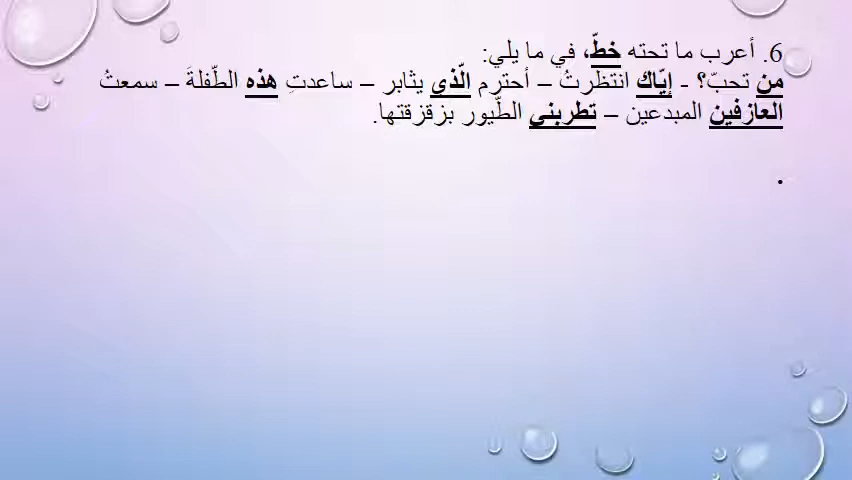 6. أعرب ما تحته خطّ، في ما يلي:
من تحبّ؟ - إيّاك انتظرتُ – أحترم الّذي يثابر – ساعدتِ هذه الطّفلةَ – سمعتُ
العازفين المبدعين – تطربني الطّيور بزقزقتها.
.